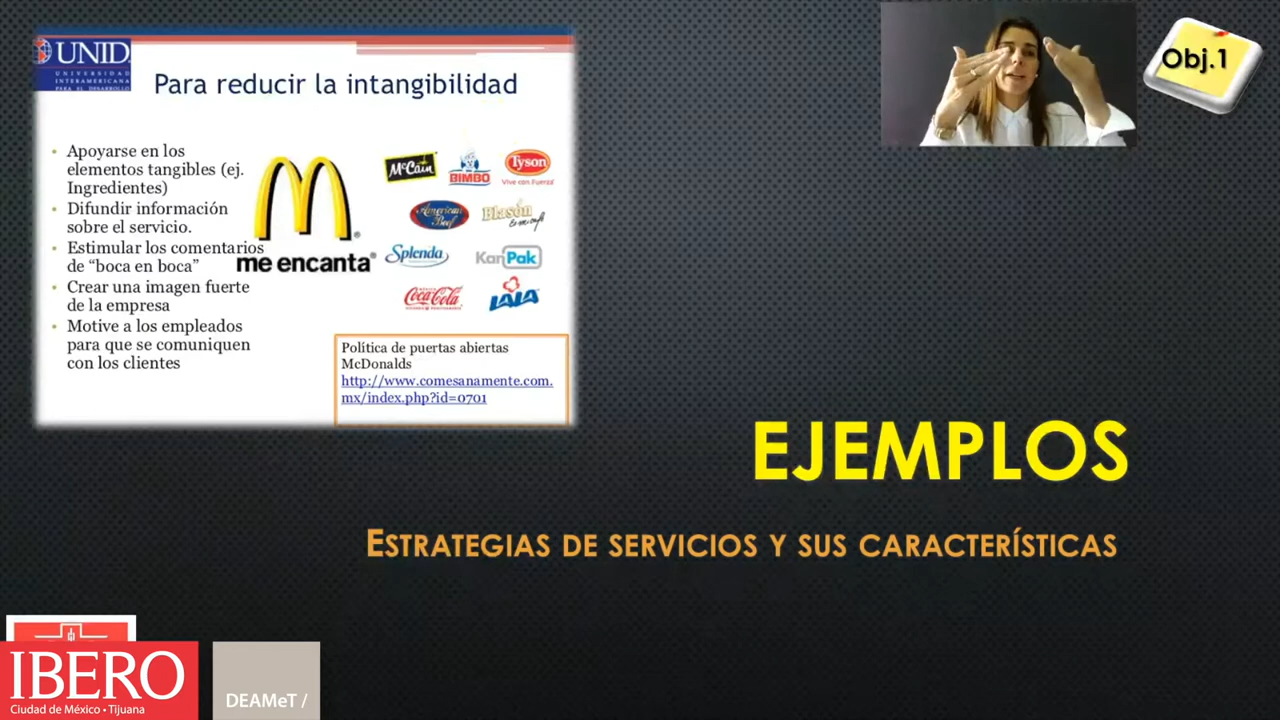 UNID
UNIVERSIDAD
INTERAMERICANA
PARA EL DESARROLLO
Para reducir la intangibilidad
• Apoyarse en los
elementos tangibles (ej.
Ingredientes)
• Difundir información
sobre el servicio.
• Estimular los comentarios
de “boca en boca”
• Crear una imagen fuerte
de la empresa
• Motive a los empleados
para que se comuniquen
con los clientes
me encanta
McCain
BIMBO
Tyson
Vive con Fuerza
American
Beef
Blasón
Splenda
KanPak
Coca-Cola
LALA
Política de puertas abiertas
McDonalds
http://www.comesanamente.com.
mx/index.php?id=0701
Obj.1
EJEMPLOS
ESTRATEGIAS DE SERVICIOS Y SUS CARACTERÍSTICAS
IBERO
Ciudad de México • Tijuana
DEAMeT /